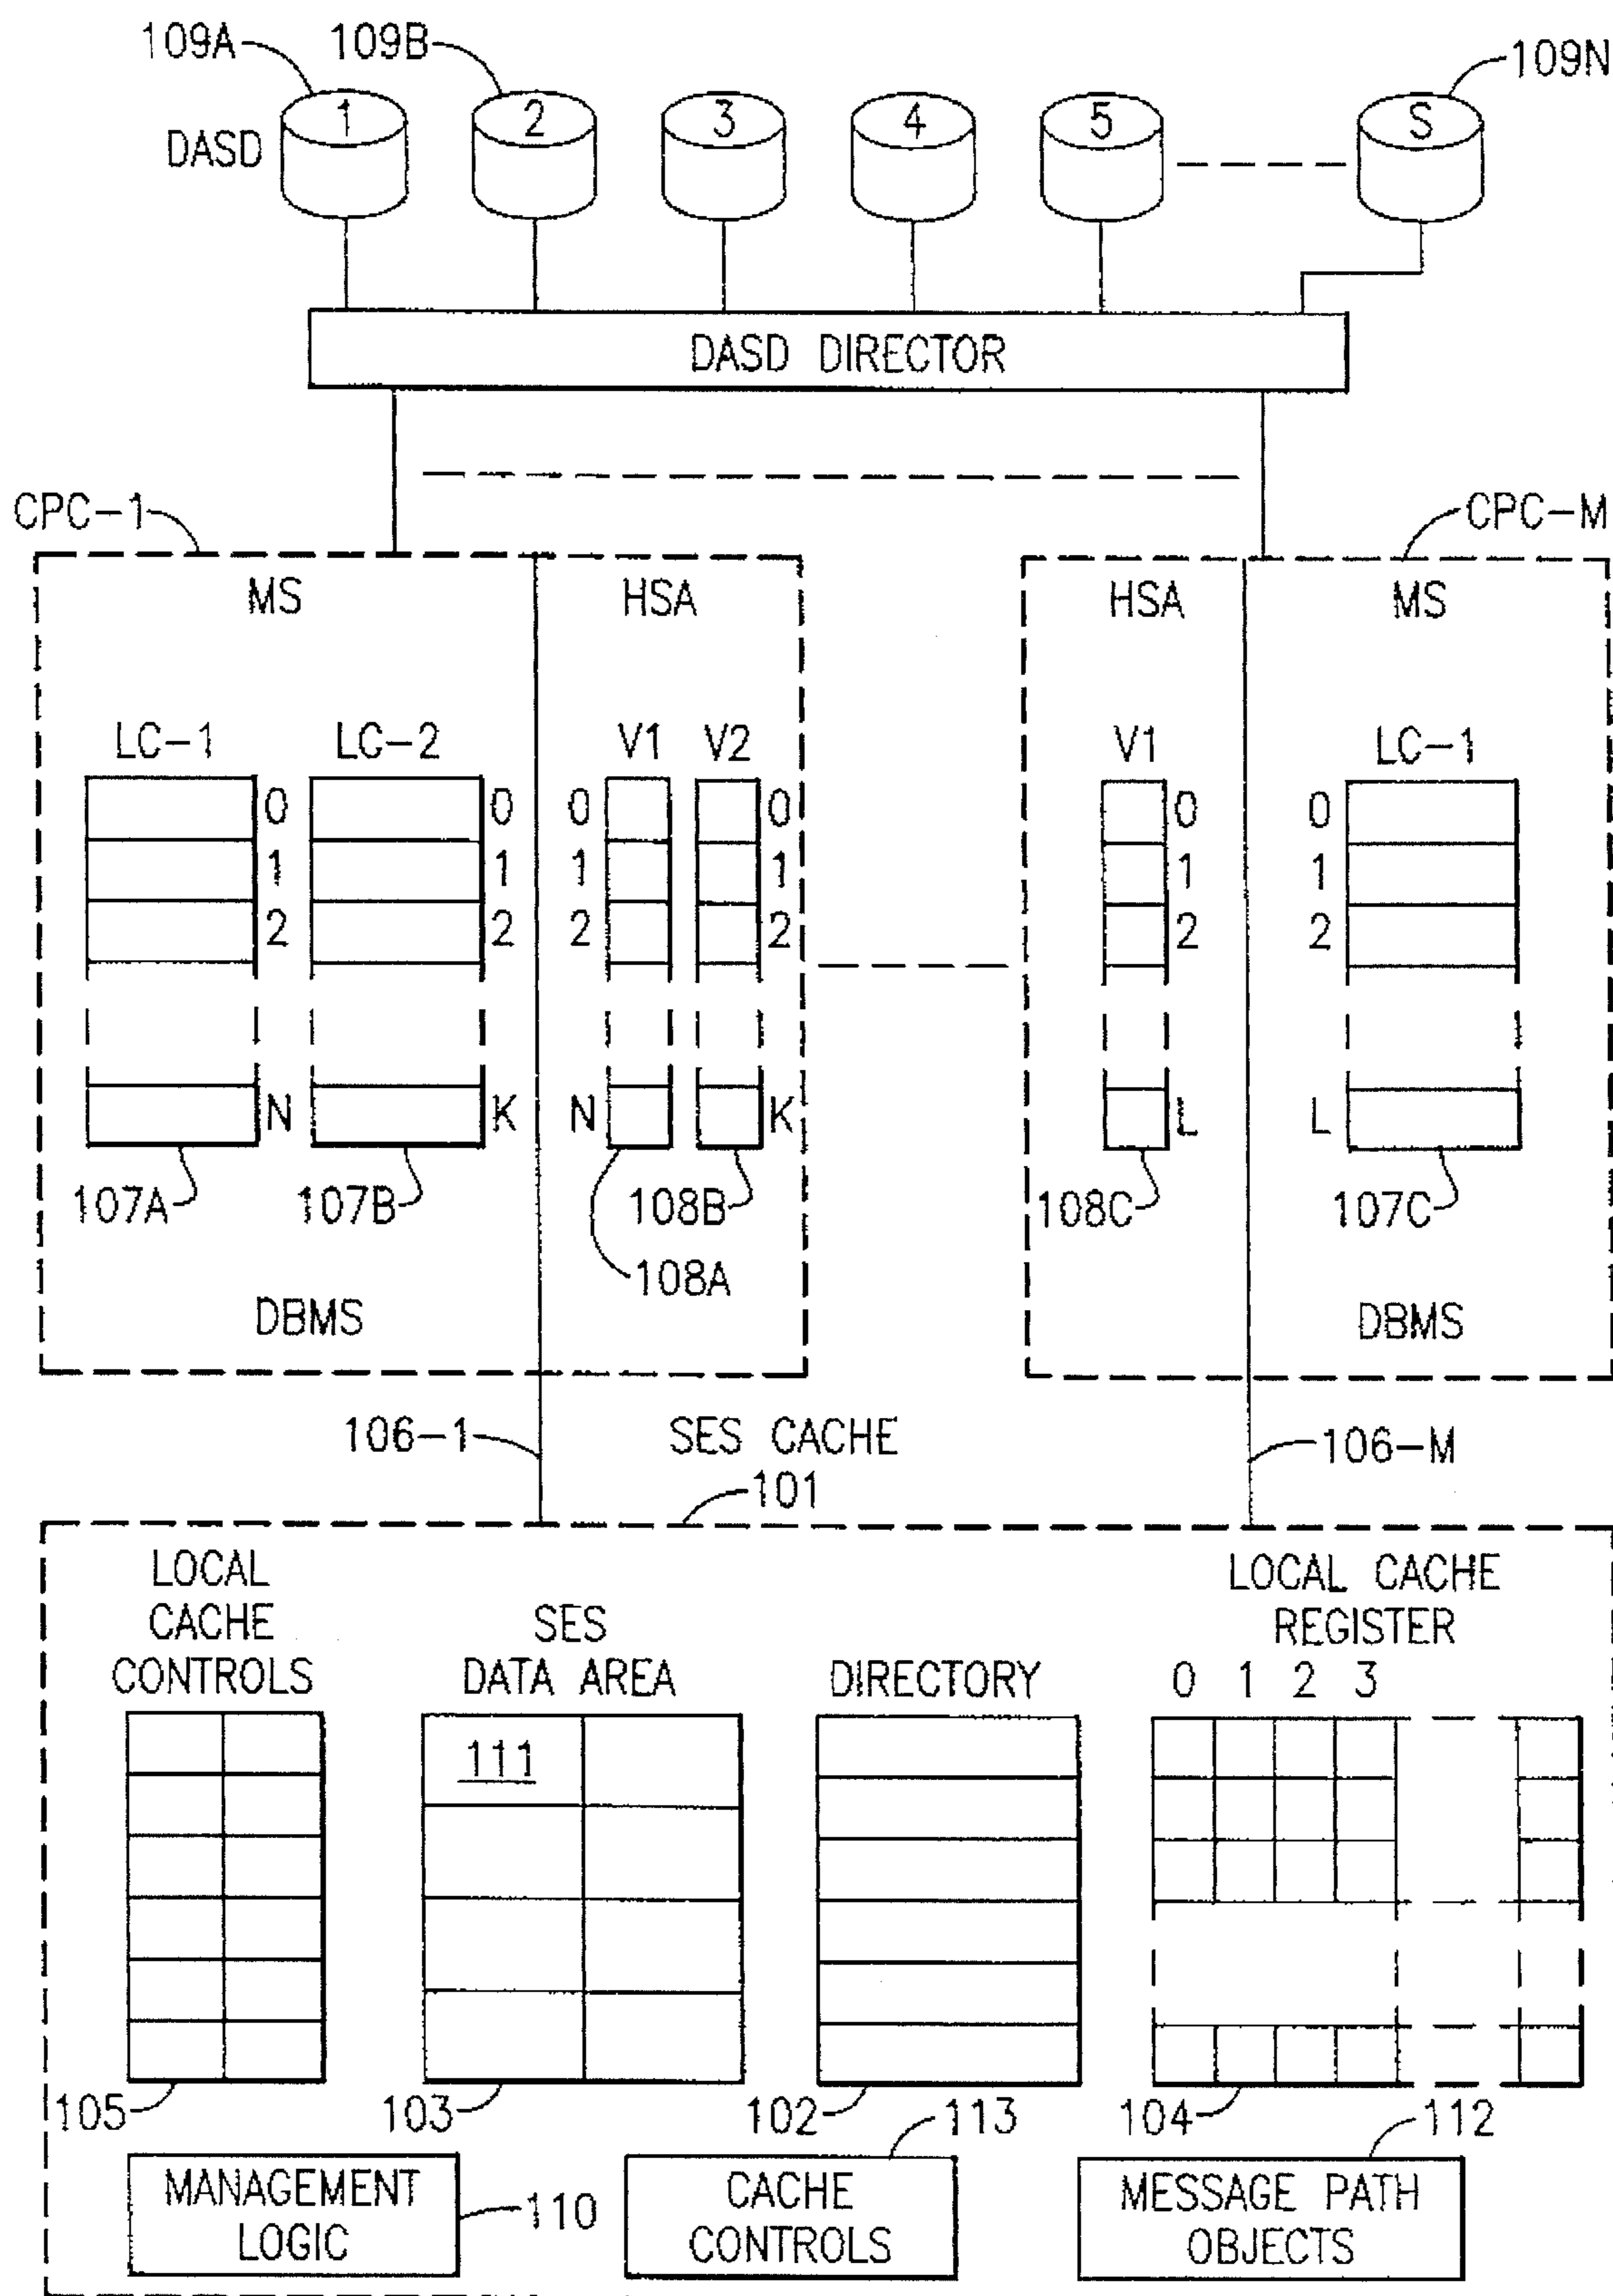 109A 109B 109N
DASD 1 2 3 4 5 S
DASD DIRECTOR
CPC-1 CPC-M
MS HSA HSA MS
LC-1 LC-2 V1 V2 V1 LC-1
0 0 0 0 0 0
1 1 1 1 1 1
2 2 2 2 2 2
N K N K L L
107A 107B 108B 108C 107C
108A
DBMS DBMS
106-1 SES CACHE 106-M
101
LOCAL CACHE CONTROLS
SES DATA AREA
DIRECTORY
LOCAL CACHE REGISTER
0 1 2 3
111
105 103 102 113 104 112
MANAGEMENT LOGIC
110
CACHE CONTROLS
MESSAGE PATH OBJECTS